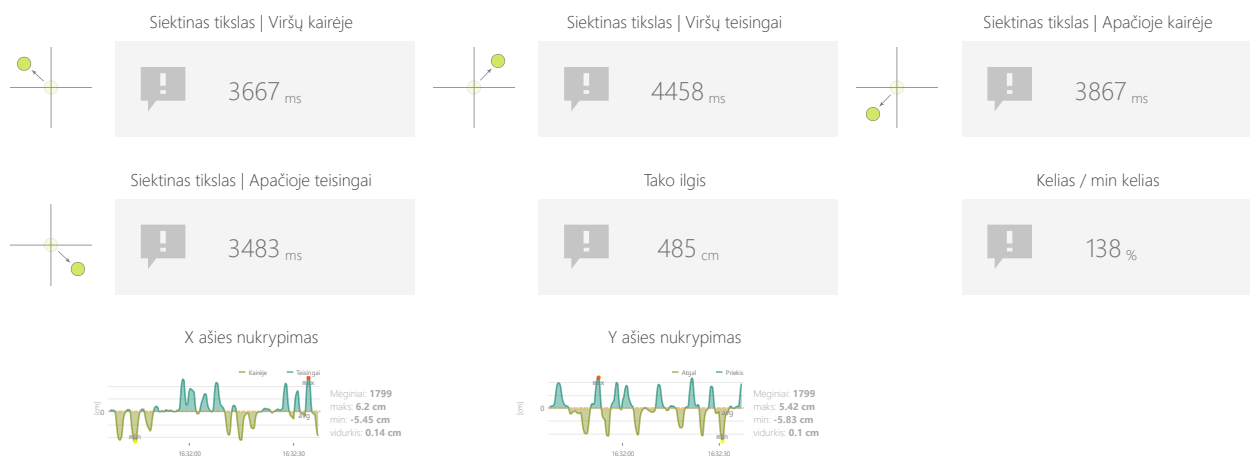 Siektinas tikslas | Viršų kairėje
3667 ms
Siektinas tikslas | Viršų teisingai
4458 ms
Siektinas tikslas | Apačioje kairėje
3867 ms
Siektinas tikslas | Apačioje teisingai
3483 ms
Tako ilgis
485 cm
Kelias / min kelias
138 %
X ašies nukrypimas
Kairėje Teisingai
max
[cm]
0
avg
min
16:32:00 16:32:30
Mėginiai: 1799
maks: 6.2 cm
min: -5.45 cm
vidurkis: 0.14 cm
Y ašies nukrypimas
Atgal Priekis
max
[cm]
0
avg
min
16:32:00 16:32:30
Mėginiai: 1799
maks: 5.42 cm
min: -5.83 cm
vidurkis: 0.1 cm